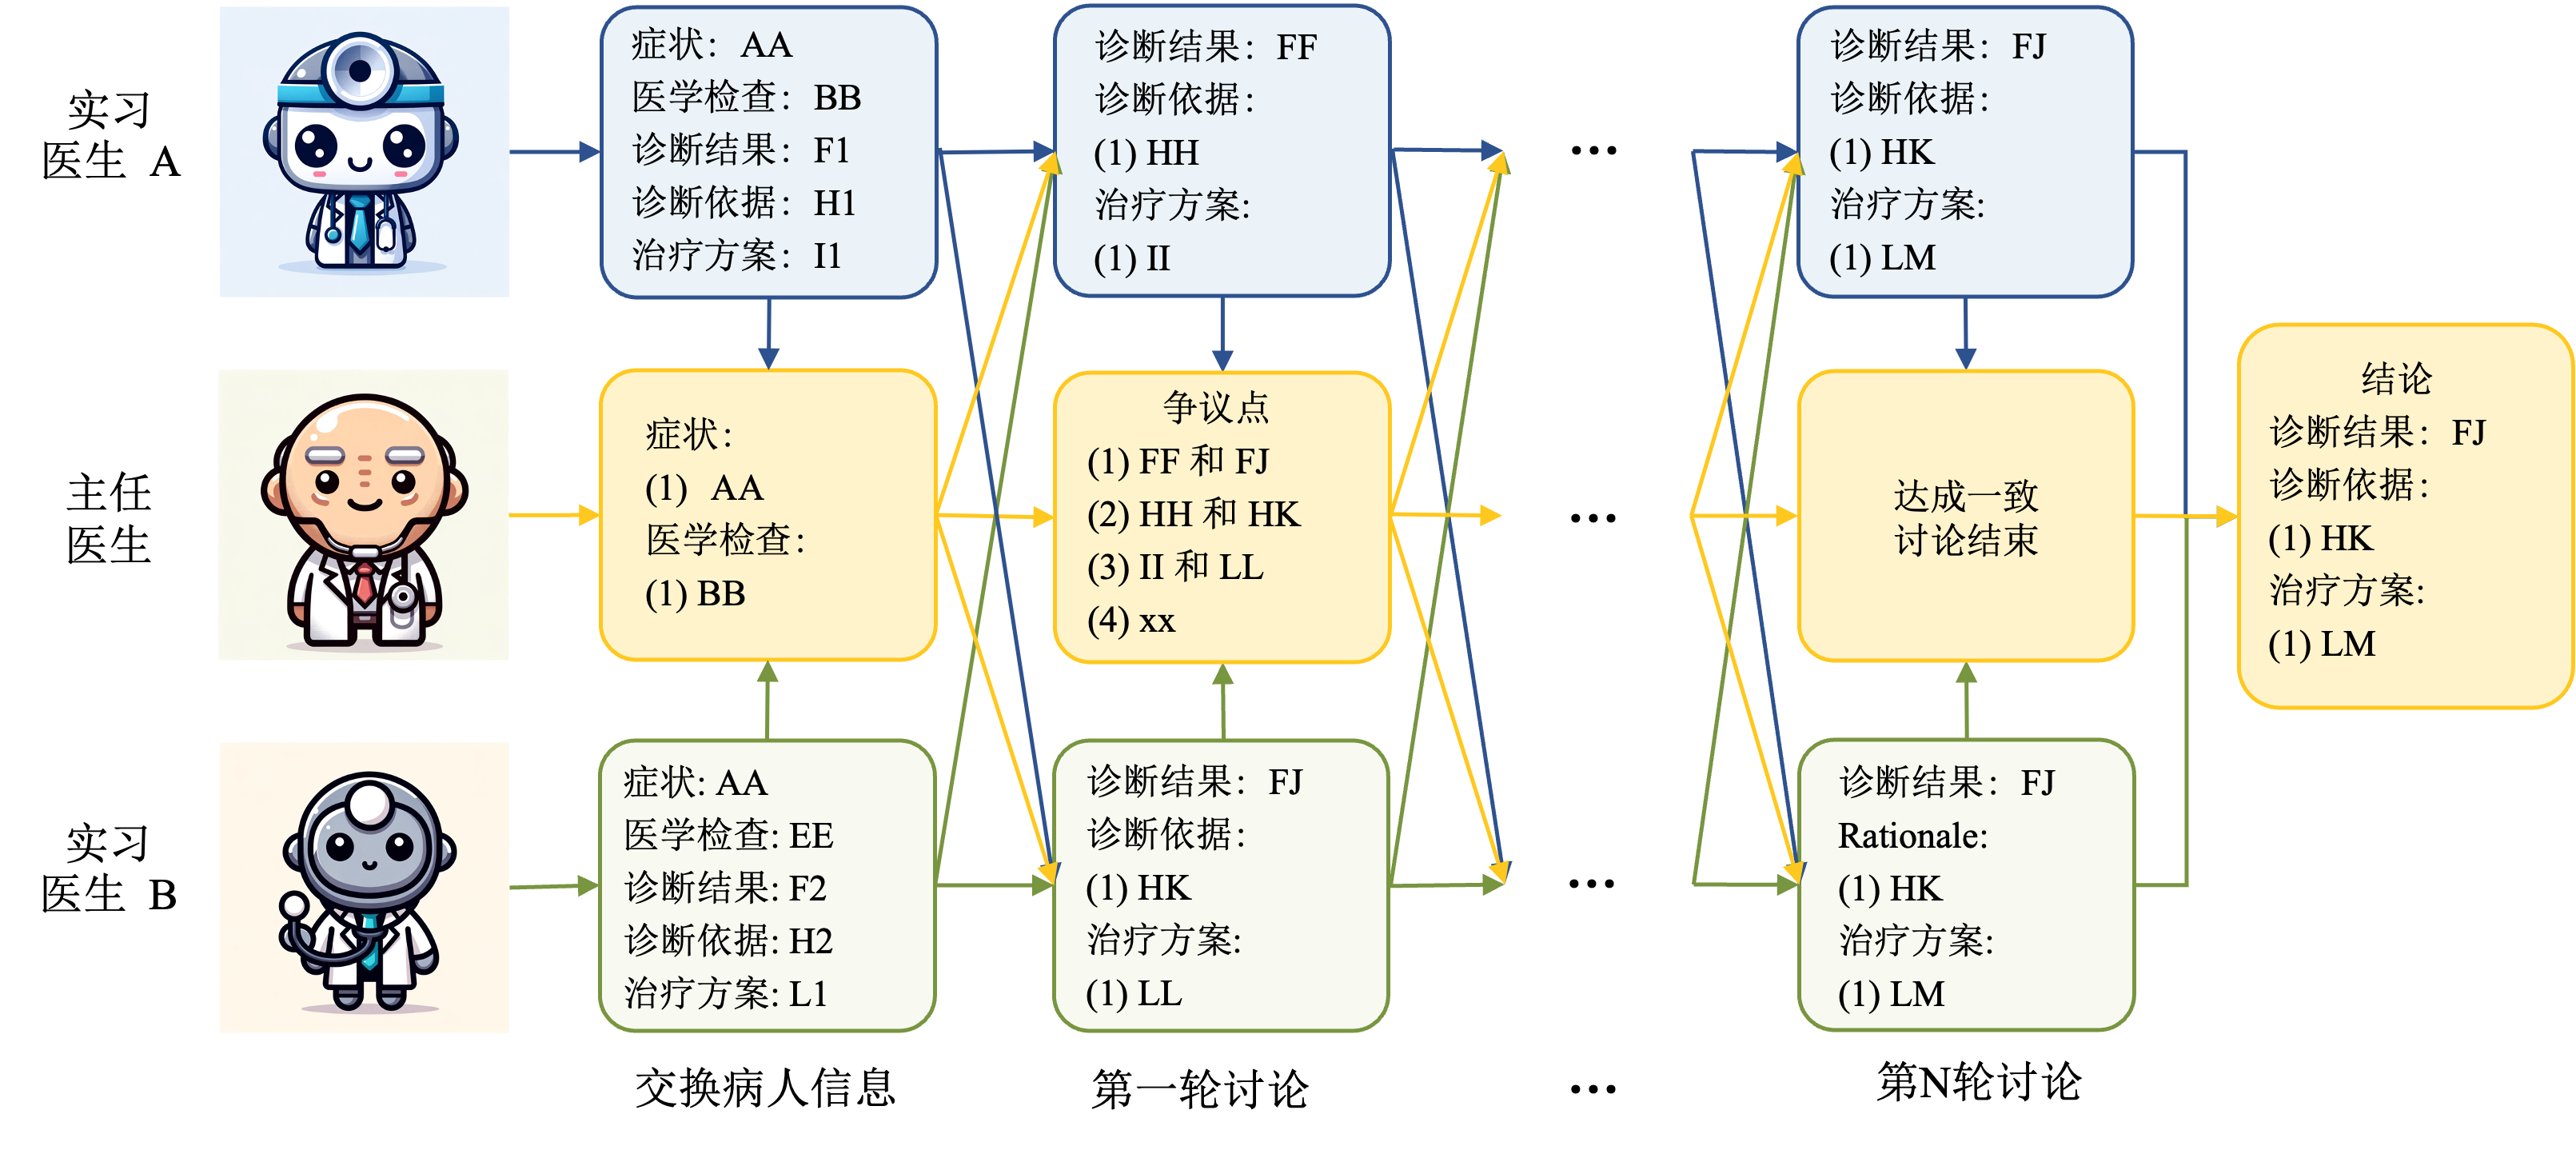 实习
医生 A
症状： AA
医学检查： BB
诊断结果： F1
诊断依据： H1
治疗方案： I1
诊断结果： FF
诊断依据：
(1) HH
治疗方案:
(1) II
...
诊断结果： FJ
诊断依据：
(1) HK
治疗方案:
(1) LM
主任
医生
症状：
(1) AA
医学检查：
(1) BB
争议点
(1) FF 和 FJ
(2) HH 和 HK
(3) II 和 LL
(4) xx
...
达成一致
讨论结束
结论
诊断结果： FJ
诊断依据：
(1) HK
治疗方案:
(1) LM
实习
医生 B
症状: AA
医学检查: EE
诊断结果: F2
诊断依据: H2
治疗方案: L1
诊断结果： FJ
诊断依据：
(1) HK
治疗方案:
(1) LL
...
诊断结果： FJ
Rationale:
(1) HK
治疗方案:
(1) LM
交换病人信息
第一轮讨论
...
第N轮讨论